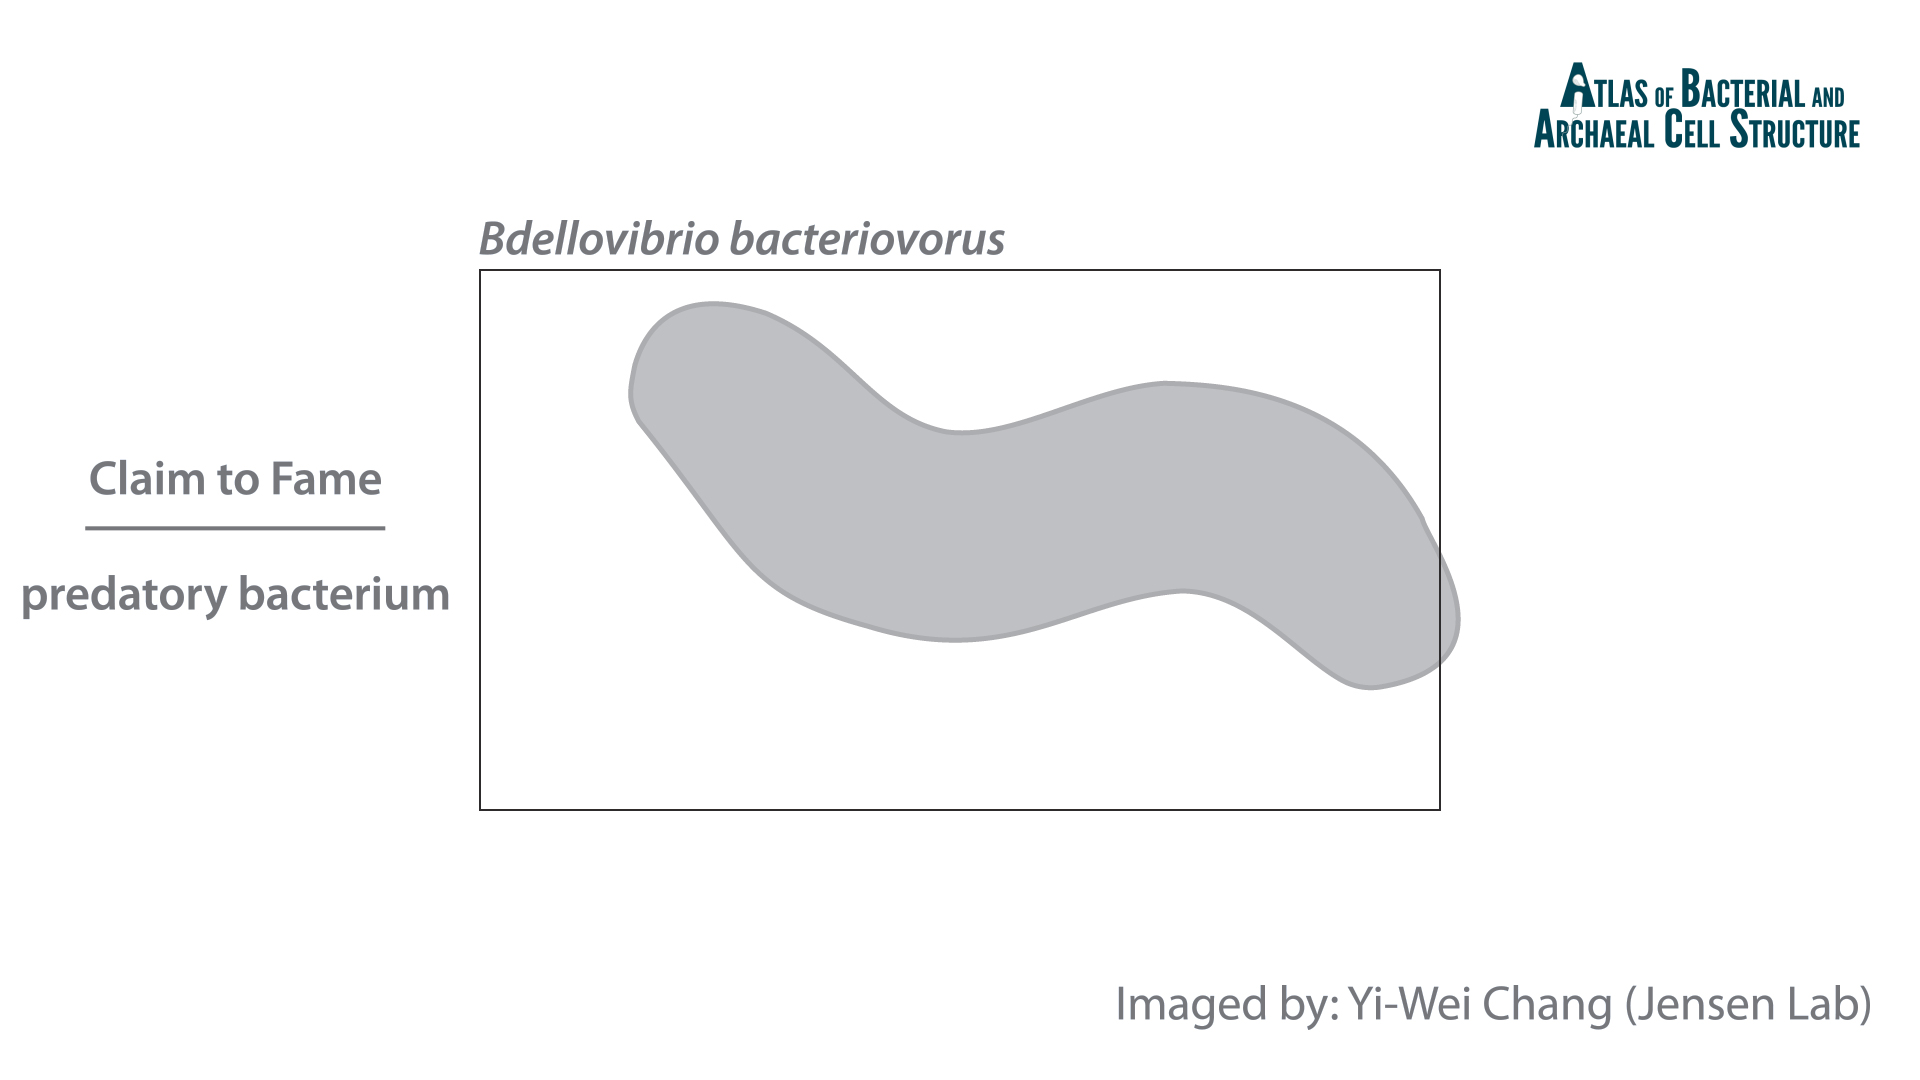 Atlas of Bacterial and
Archaeal Cell Structure
Bdellovibrio bacteriovorus
Claim to Fame
predatory bacterium
Imaged by: Yi-Wei Chang (Jensen Lab)